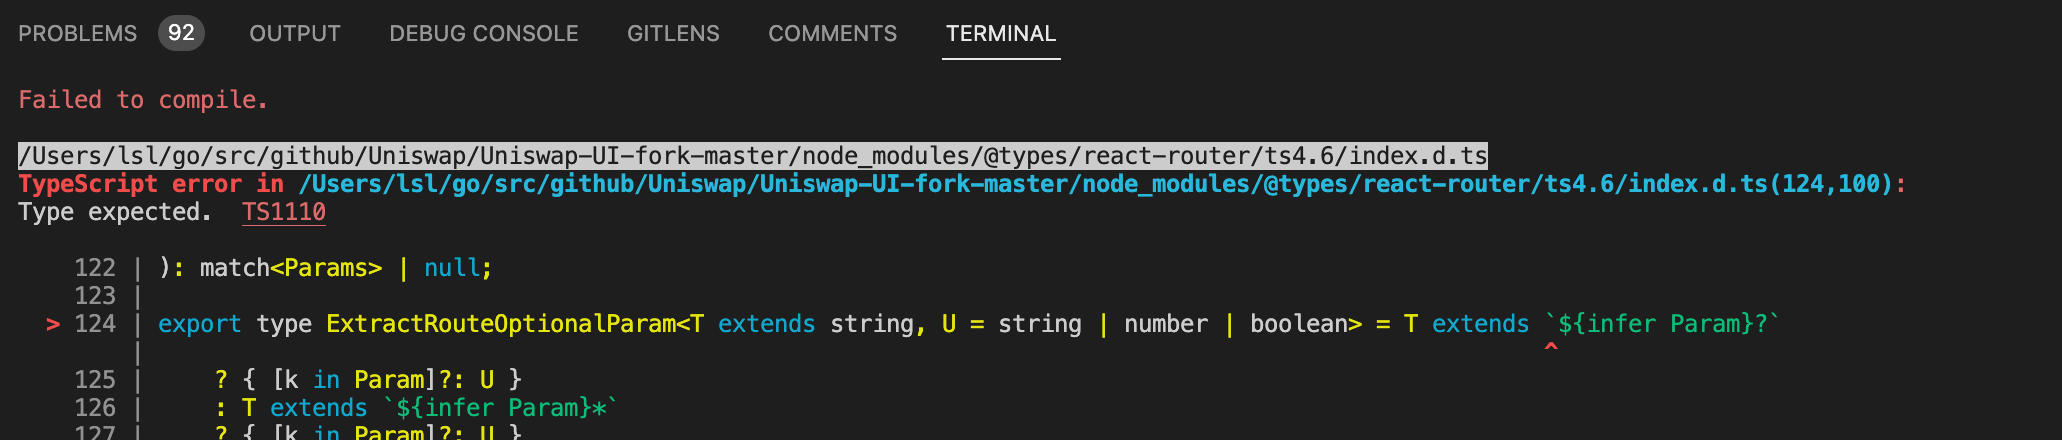 PROBLEMS 92 OUTPUT DEBUG CONSOLE GITLENS COMMENTS TERMINAL
Failed to compile.
/Users/lsl/go/src/github/Uniswap/Uniswap-UI-fork-master/node_modules/@types/react-router/ts4.6/index.d.ts
TypeScript error in /Users/lsl/go/src/github/Uniswap/Uniswap-UI-fork-master/node_modules/@types/react-router/ts4.6/index.d.ts(124,100):
Type expected.  TS1110
122 | ): match<Params> | null;
123 |
> 124 | export type ExtractRouteOptionalParam<T extends string, U = string | number | boolean> = T extends `${infer Param}?`
| ^
125 |     ? { [k in Param]?: U }
126 |     : T extends `${infer Param}*`
127 |     ? { [k in Param]?: U }